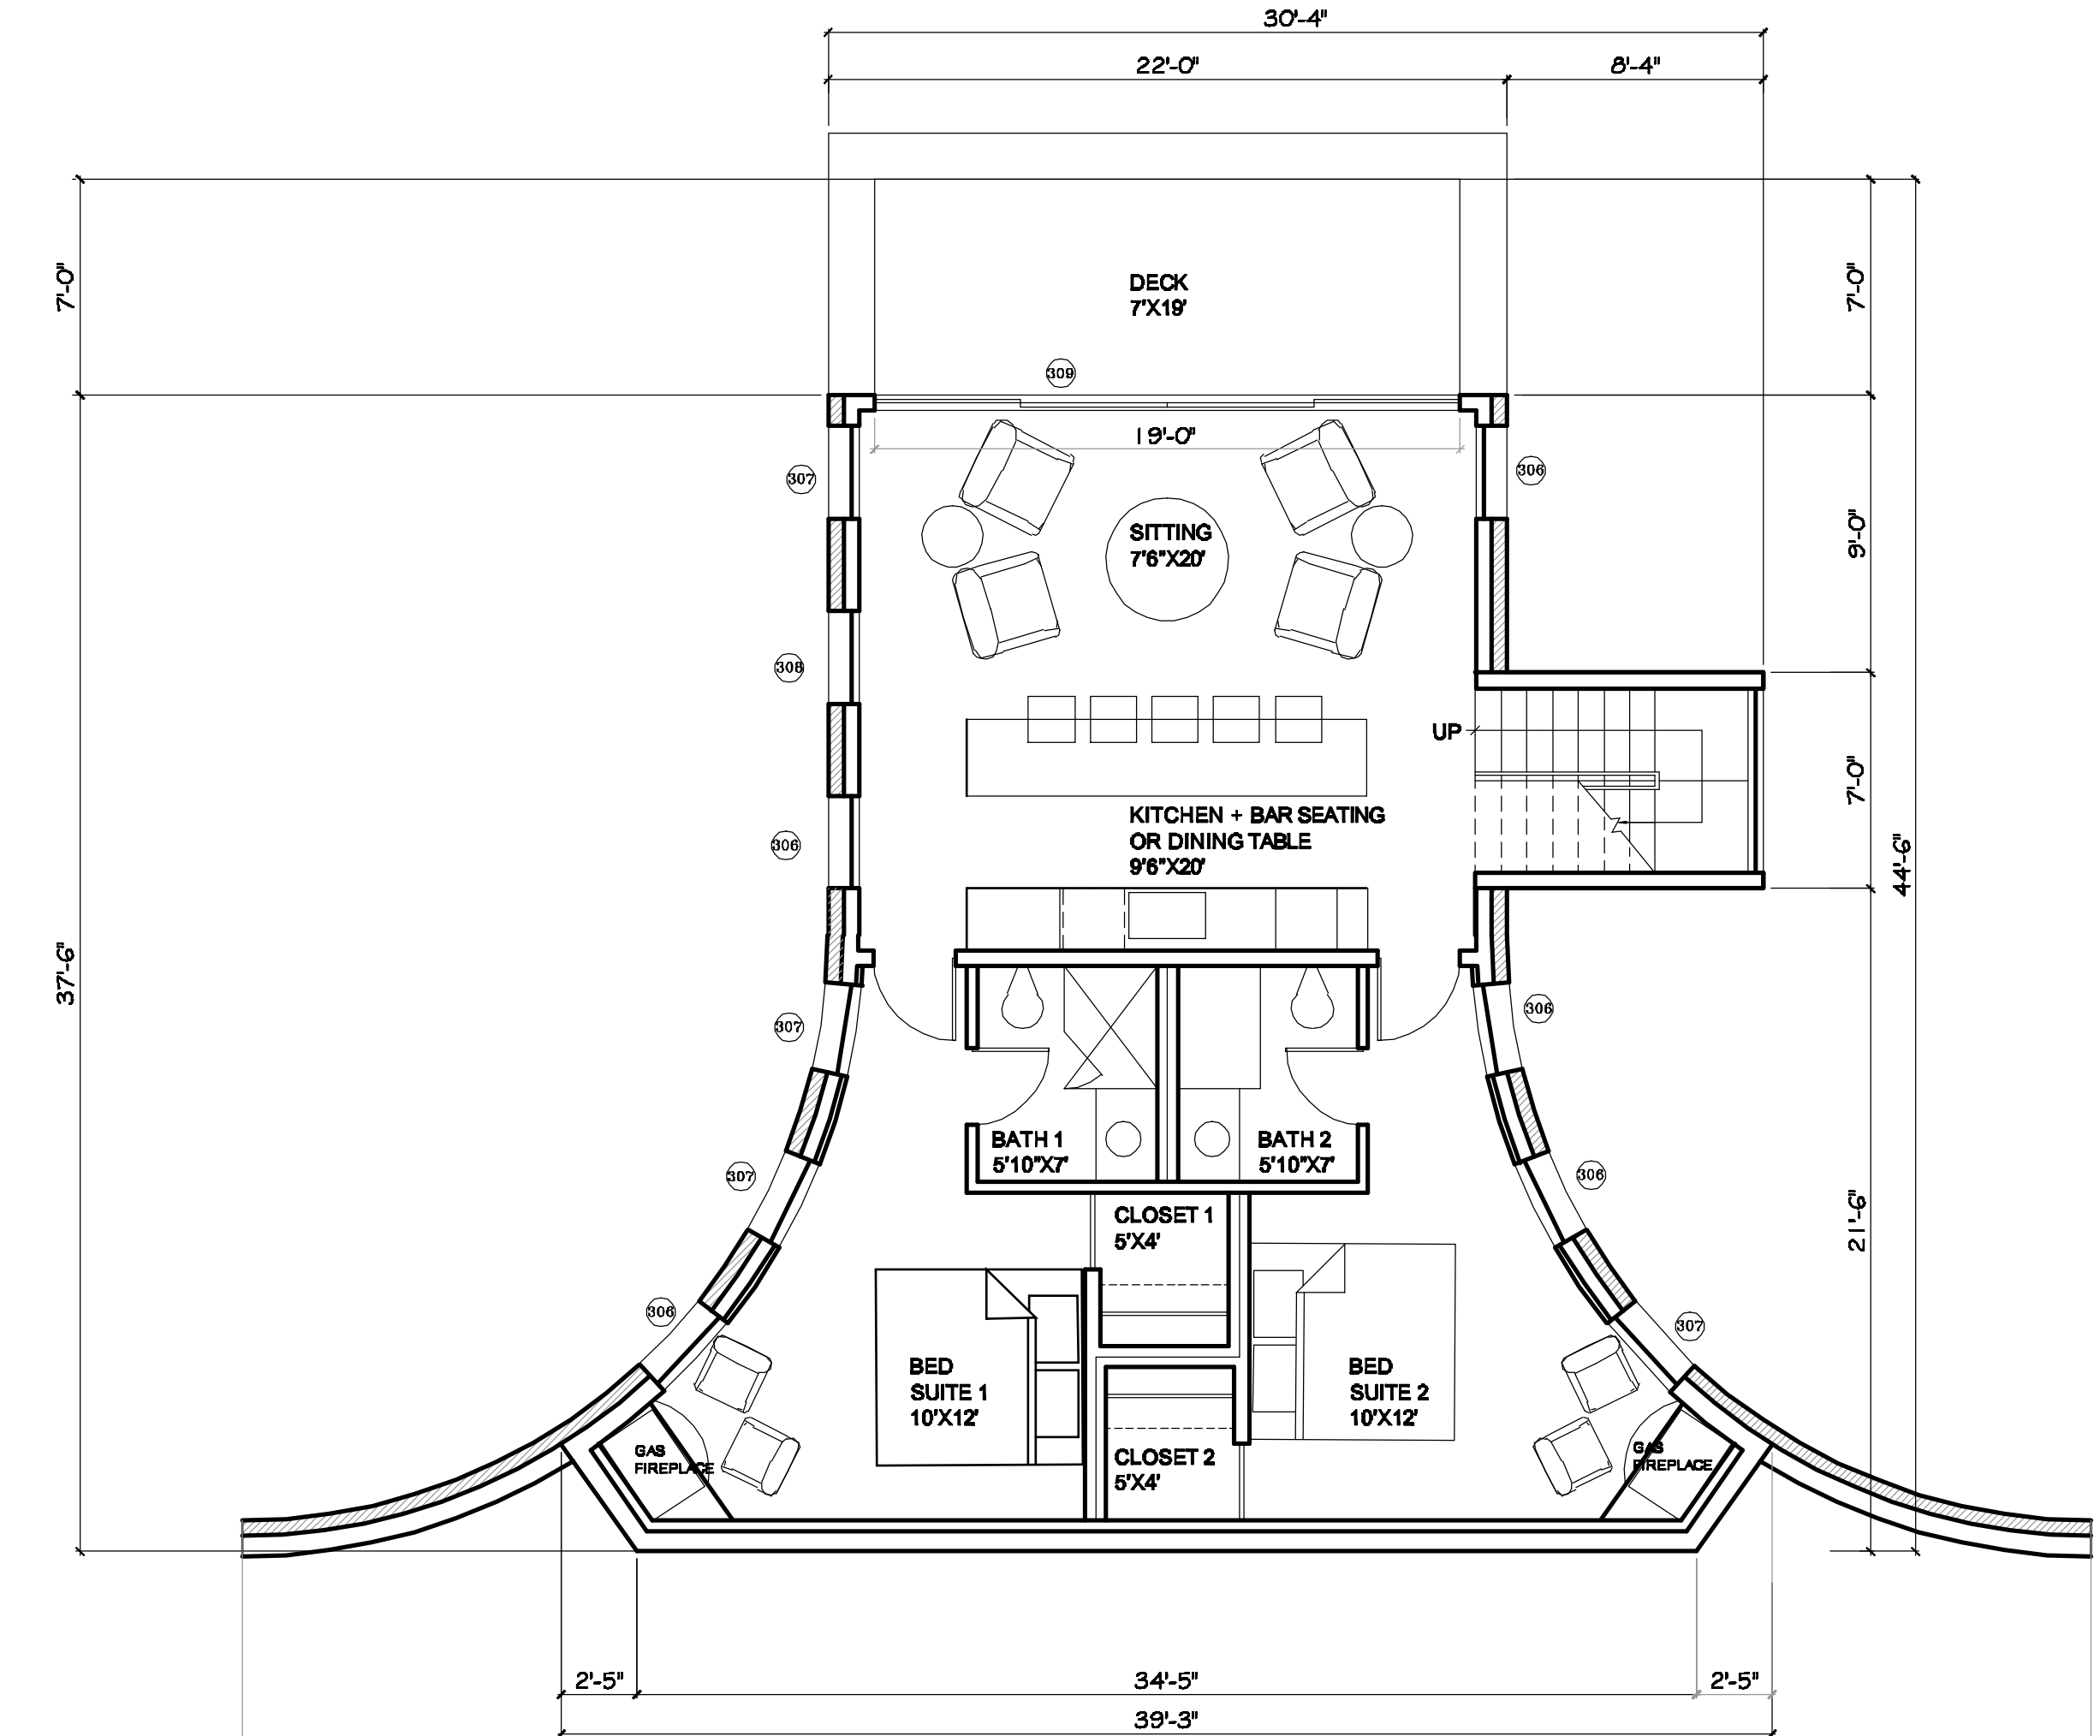 30'-4"
22'-0"
8'-4"
7'-0"
DECK
7'X19'
7'-0"
309
19'-0"
307
306
SITTING
7'6"X20'
9'-0"
308
UP
7'-0"
KITCHEN + BAR SEATING
OR DINING TABLE
9'6"X20'
306
44'-6"
37'-6"
307
306
BATH 1
5'10"X7'
BATH 2
5'10"X7'
307
306
CLOSET 1
5'X4'
21'-6"
306
307
BED
SUITE 1
10'X12'
BED
SUITE 2
10'X12'
GAS
FIREPLACE
CLOSET 2
5'X4'
GAS
FIREPLACE
2'-5"
34'-5"
2'-5"
39'-3"